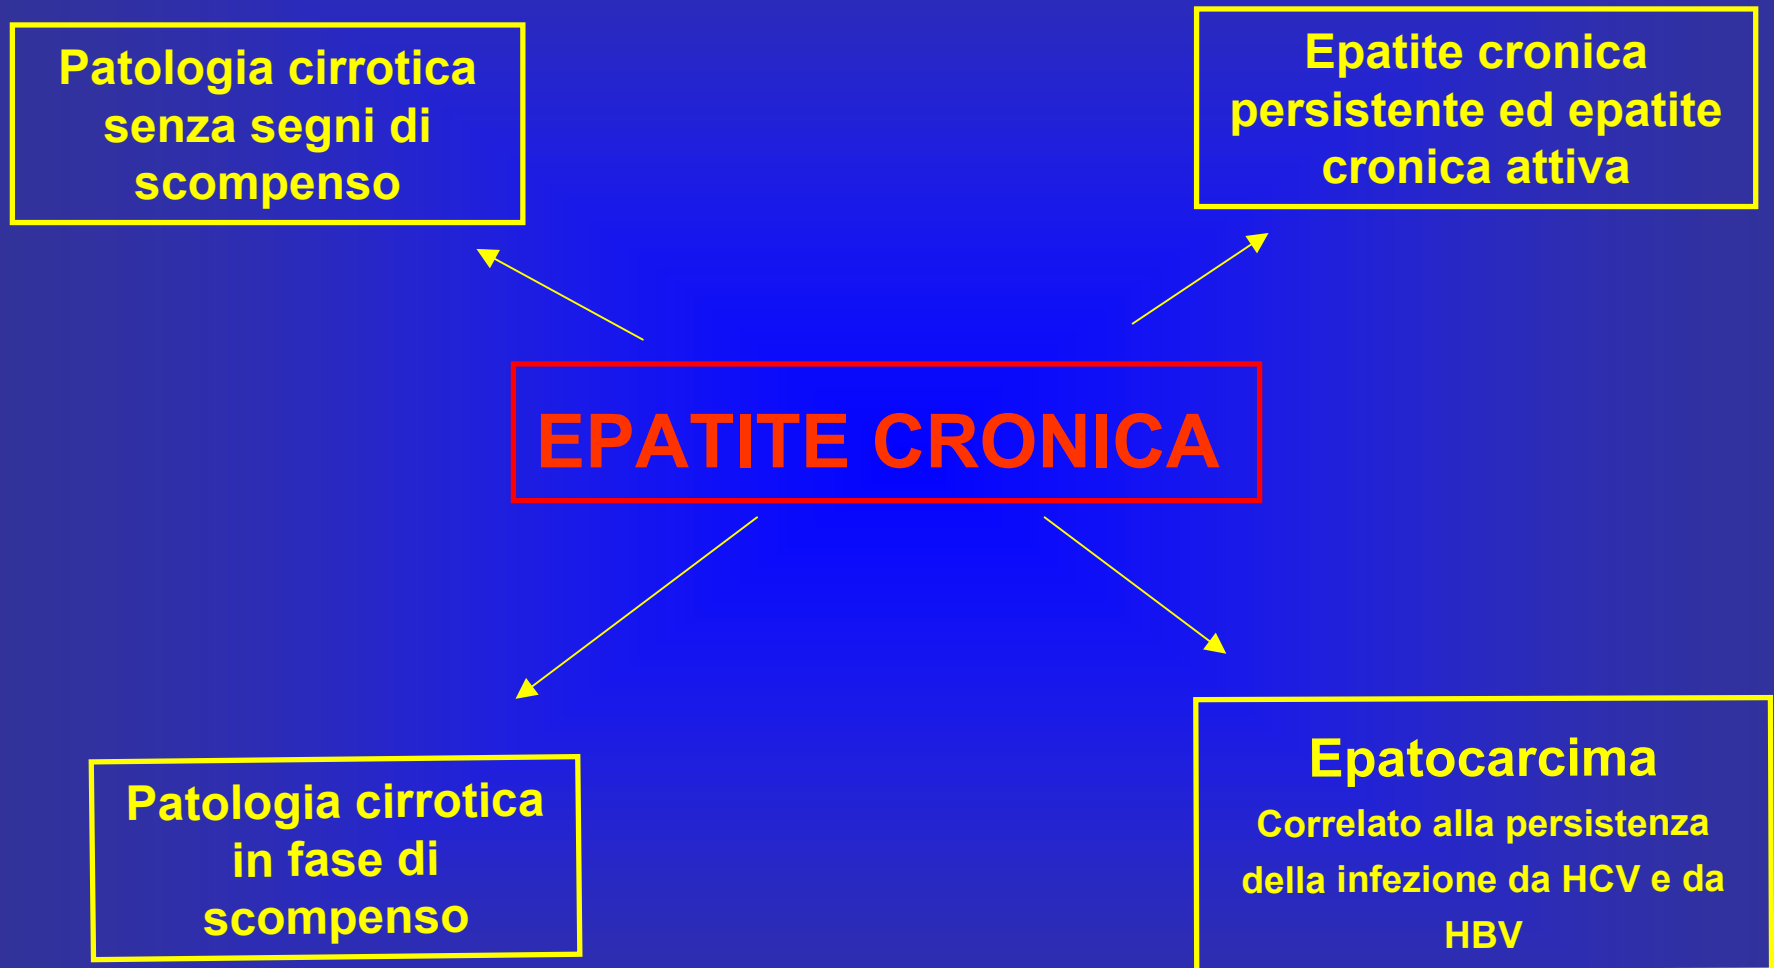 Patologia cirrotica
senza segni di
scompenso
Epatite cronica
persistente ed epatite
cronica attiva
EPATITE CRONICA
Patologia cirrotica
in fase di
scompenso
Epatocarcima
Correlato alla persistenza
della infezione da HCV e da
HBV